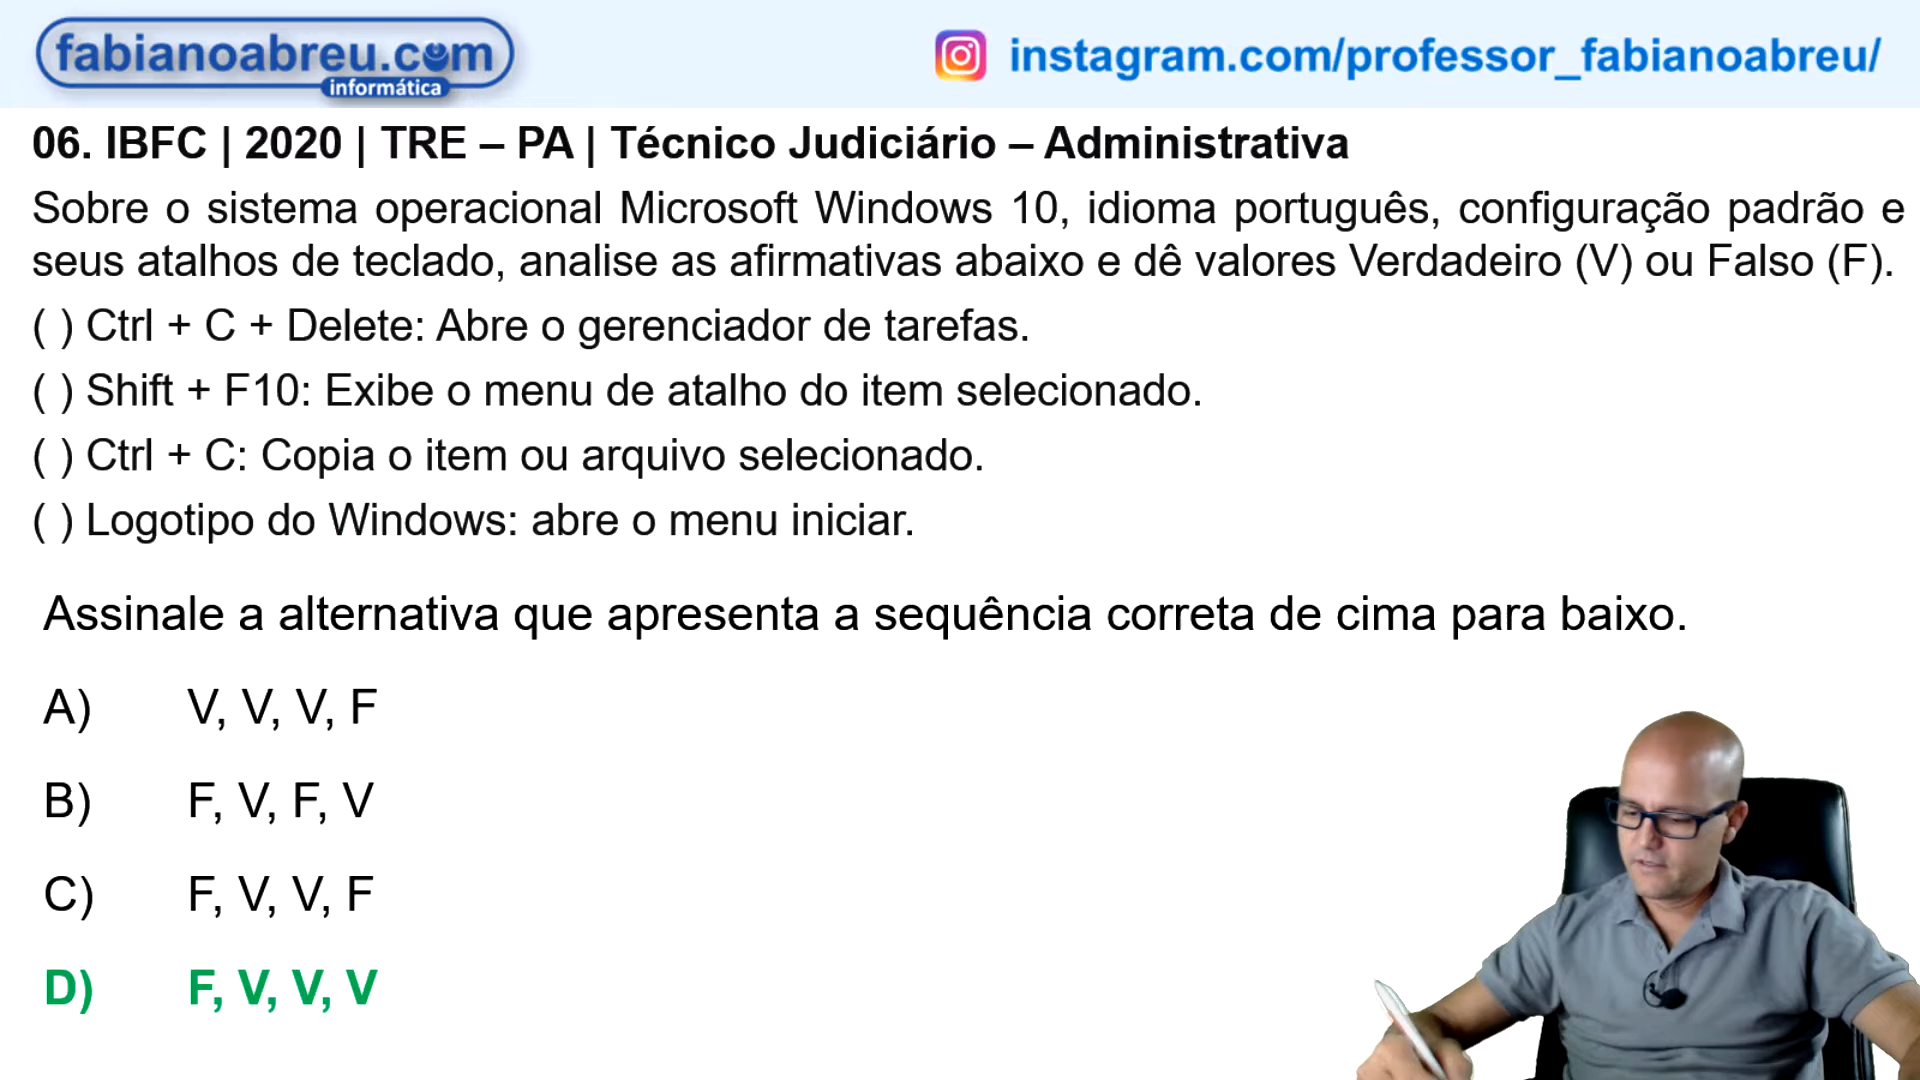 fabianoabreu.com
informática
instagram.com/professor_fabianoabreu/
06. IBFC | 2020 | TRE – PA | Técnico Judiciário – Administrativa
Sobre o sistema operacional Microsoft Windows 10, idioma português, configuração padrão e
seus atalhos de teclado, analise as afirmativas abaixo e dê valores Verdadeiro (V) ou Falso (F).
( ) Ctrl + C + Delete: Abre o gerenciador de tarefas.
( ) Shift + F10: Exibe o menu de atalho do item selecionado.
( ) Ctrl + C: Copia o item ou arquivo selecionado.
( ) Logotipo do Windows: abre o menu iniciar.
Assinale a alternativa que apresenta a sequência correta de cima para baixo.
A) V, V, V, F
B) F, V, F, V
C) F, V, V, F
D) F, V, V, V